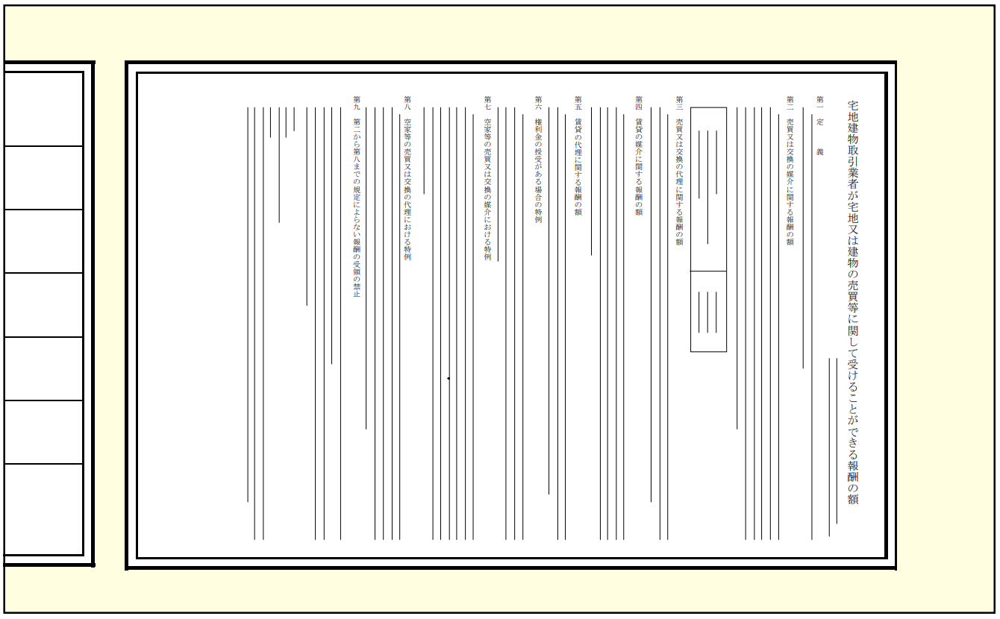 宅地建物取引業者が宅地又は建物の売買等に関して受けることができる報酬の額
第一　定　　義
第二　売買又は交換の媒介に関する報酬の額
第三　売買又は交換の代理に関する報酬の額
第四　賃貸の媒介に関する報酬の額
第五　賃貸の代理に関する報酬の額
第六　権利金の授受がある場合の特例
第七　空家等の売買又は交換の媒介における特例
第八　空家等の売買又は交換の代理における特例
第九　第二から第八までの規定によらない報酬の受領の禁止